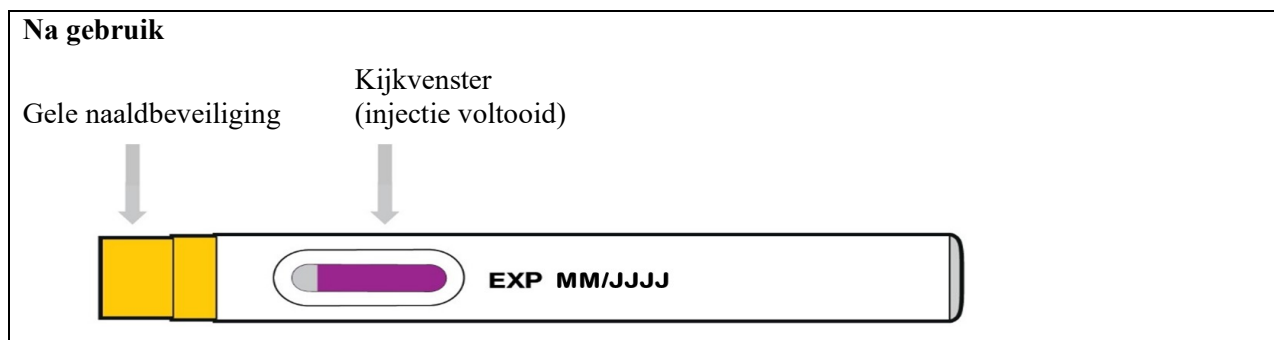 Na gebruik
Kijkvenster
Gele naaldbeveiliging (injectie voltooid)
EXP MM/JJJJ